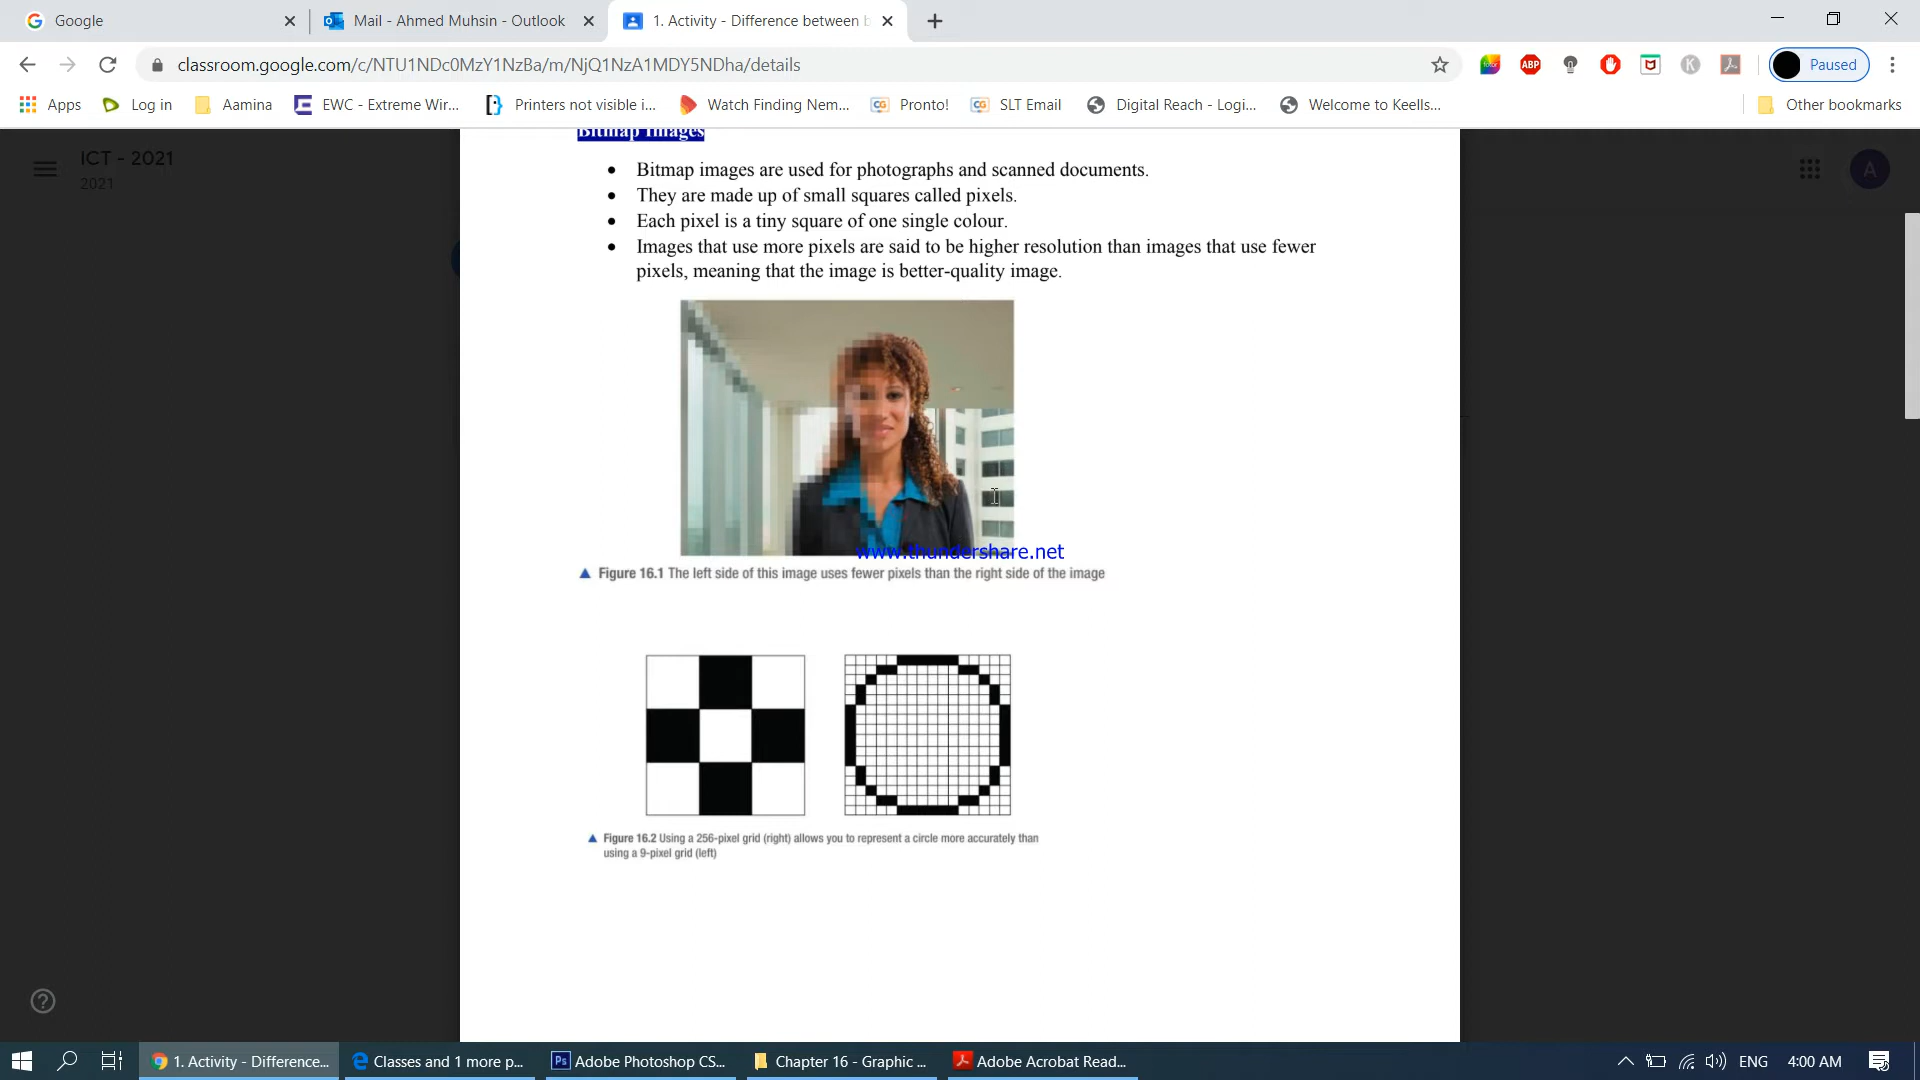 Google
Mail - Ahmed Muhsin - Outlook
1. Activity - Difference between b
classroom.google.com/c/NTU1NDc0MzY1NzBa/m/NjQ1NzA1MDY5NDha/details
ABP
K
Paused
Apps
Log in
Aamina
EWC - Extreme Wir...
Printers not visible i...
Watch Finding Nem...
CG
Pronto!
CG
SLT Email
Digital Reach - Logi...
Welcome to Keells...
Other bookmarks
ICT - 2021
2021
A
Bitmap Images
• Bitmap images are used for photographs and scanned documents.
• They are made up of small squares called pixels.
• Each pixel is a tiny square of one single colour.
• Images that use more pixels are said to be higher resolution than images that use fewer
pixels, meaning that the image is better-quality image.
www.thundershare.net
▲ Figure 16.1 The left side of this image uses fewer pixels than the right side of the image
▲ Figure 16.2 Using a 256-pixel grid (right) allows you to represent a circle more accurately than
using a 9-pixel grid (left)
1. Activity - Difference...
Classes and 1 more p...
Ps
Adobe Photoshop CS...
Chapter 16 - Graphic ...
Adobe Acrobat Read...
ENG
4:00 AM